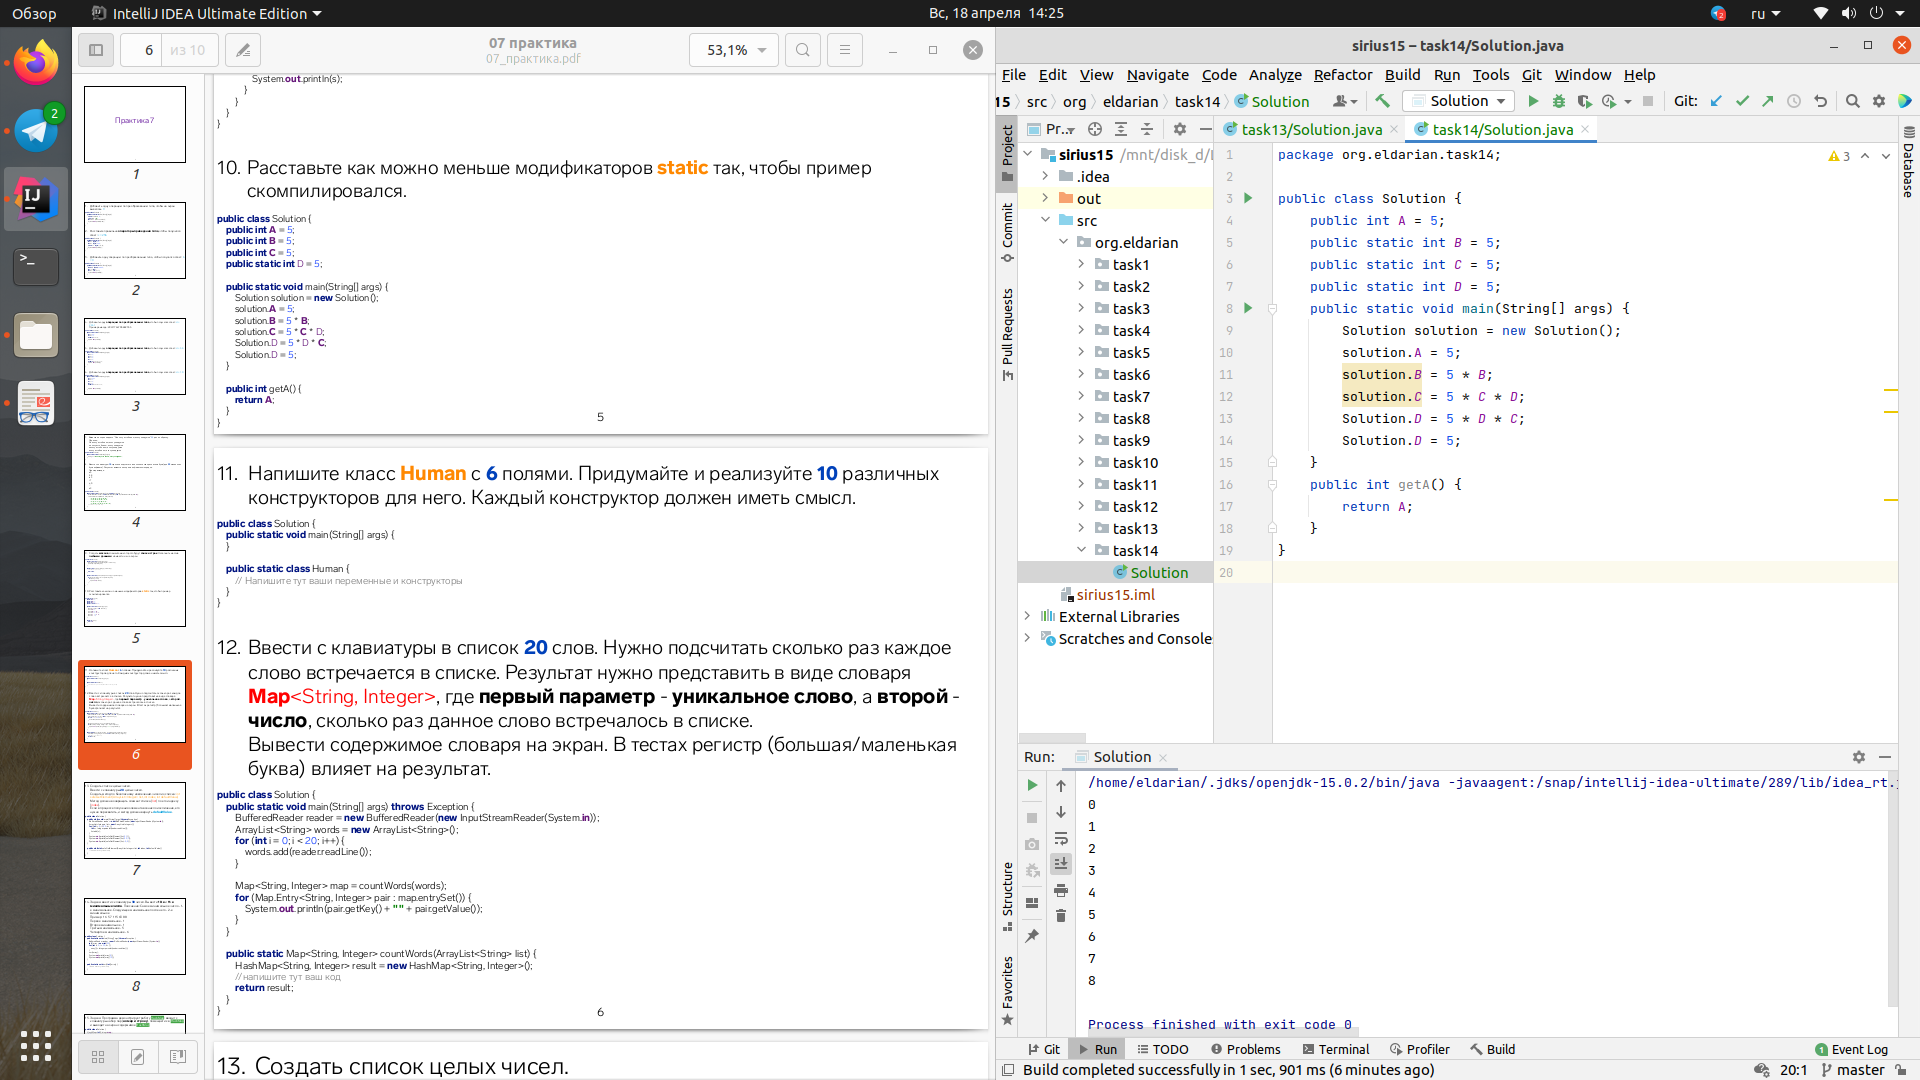 Обзор
IntelliJ IDEA Ultimate Edition
Вс, 18 апреля 14:25
ru
2
6 из 10
07 практика
07_практика.pdf
53,1%
Практика 7
1
2
3
4
5
6
7
8
System.out.println(s);
}
}
}
}
10. Расставьте как можно меньше модификаторов static так, чтобы пример
скомпилировался.
public class Solution {
public int A = 5;
public int B = 5;
public int C = 5;
public static int D = 5;
public static void main(String[] args) {
Solution solution = new Solution();
solution.A = 5;
solution.B = 5 * B;
solution.C = 5 * C * D;
Solution.D = 5 * D * C;
Solution.D = 5;
}
public int getA() {
return A;
}
}
5
11. Напишите класс Human с 6 полями. Придумайте и реализуйте 10 различных
конструкторов для него. Каждый конструктор должен иметь смысл.
public class Solution {
public static void main(String[] args) {
}
public static class Human {
// Напишите тут ваши переменные и конструкторы
}
}
12. Ввести с клавиатуры в список 20 слов. Нужно подсчитать сколько раз каждое
слово встречается в списке. Результат нужно представить в виде словаря
Map<String, Integer>, где первый параметр - уникальное слово, а второй -
число, сколько раз данное слово встречалось в списке.
Вывести содержимое словаря на экран. В тестах регистр (большая/маленькая
буква) влияет на результат.
public class Solution {
public static void main(String[] args) throws Exception {
BufferedReader reader = new BufferedReader(new InputStreamReader(System.in));
ArrayList<String> words = new ArrayList<String>();
for (int i = 0; i < 20; i++) {
words.add(reader.readLine());
}
Map<String, Integer> map = countWords(words);
for (Map.Entry<String, Integer> pair : map.entrySet()) {
System.out.println(pair.getKey() + " " + pair.getValue());
}
}
public static Map<String, Integer> countWords(ArrayList<String> list) {
HashMap<String, Integer> result = new HashMap<String, Integer>();
// напишите тут ваш код
return result;
}
}
6
13. Создать список целых чисел.
sirius15 – task14/Solution.java
File Edit View Navigate Code Analyze Refactor Build Run Tools Git Window Help
15 src org eldarian task14 Solution
Solution
Git:
Project
Commit
Pull Requests
Structure
Favorites
Database
Pr..
task13/Solution.java
task14/Solution.java
sirius15 /mnt/disk_d/
.idea
out
src
org.eldarian
task1
task2
task3
task4
task5
task6
task7
task8
task9
task10
task11
task12
task13
task14
Solution
sirius15.iml
External Libraries
Scratches and Console
3
1 package org.eldarian.task14;
2
3 public class Solution {
4 public int A = 5;
5 public static int B = 5;
6 public static int C = 5;
7 public static int D = 5;
8 public static void main(String[] args) {
9 Solution solution = new Solution();
10 solution.A = 5;
11 solution.B = 5 * B;
12 solution.C = 5 * C * D;
13 Solution.D = 5 * D * C;
14 Solution.D = 5;
15 }
16 public int getA() {
17 return A;
18 }
19 }
20
Run: Solution
/home/eldarian/.jdks/openjdk-15.0.2/bin/java -javaagent:/snap/intellij-idea-ultimate/289/lib/idea_rt.
0
1
2
3
4
5
6
7
8
Process finished with exit code 0
Git Run TODO Problems Terminal Profiler Build
1 Event Log
Build completed successfully in 1 sec, 901 ms (6 minutes ago)
20:1 master